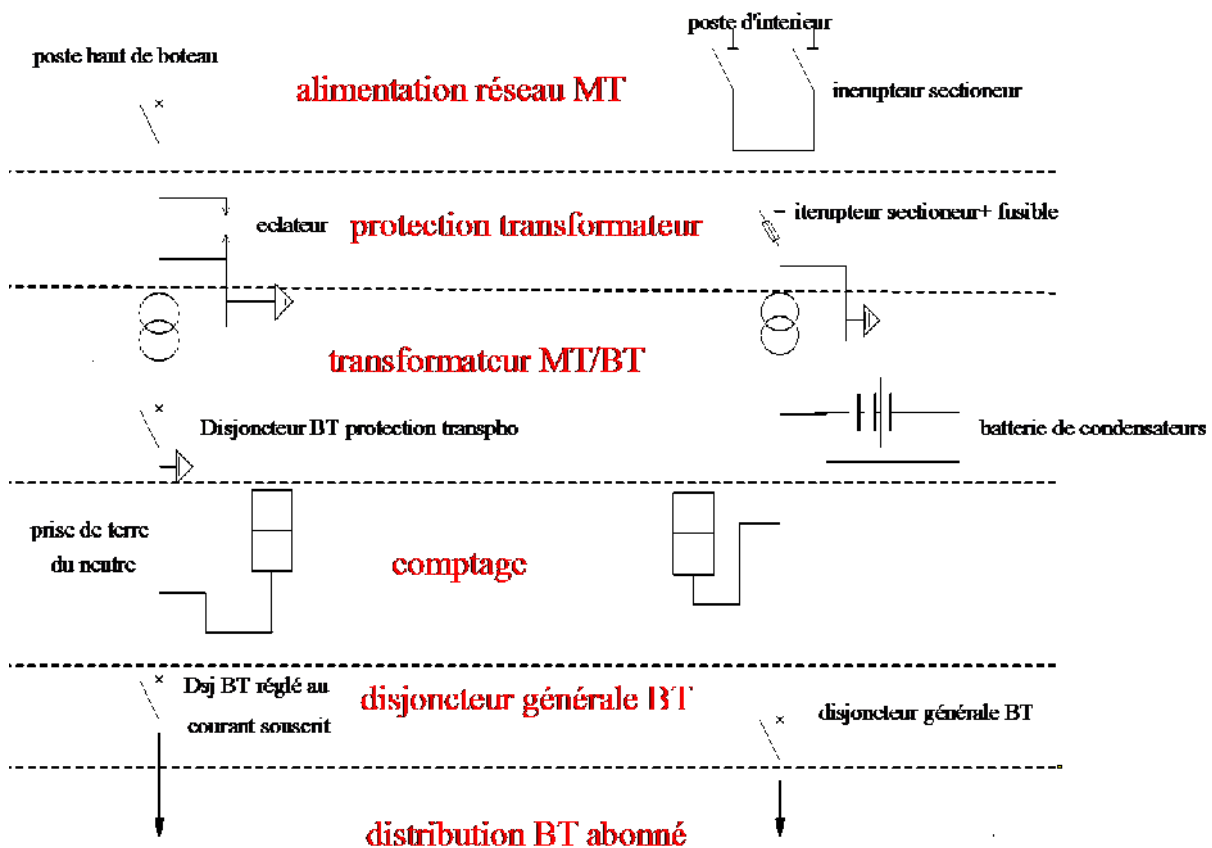 poste d'interieur
poste haut de boteau
alimentation réseau MT
inerupteur sectioneur
eclateur
protection transformateur
iterupteur sectioneur+ fusible
transformateur MT/BT
Disjoncteur BT protection transpho
batterie de condensateurs
prise de terre
du neutre
comptage
Dsj BT réglé au
courant souscrit
disjoncteur générale BT
disjoncteur générale BT
distribution BT abonné